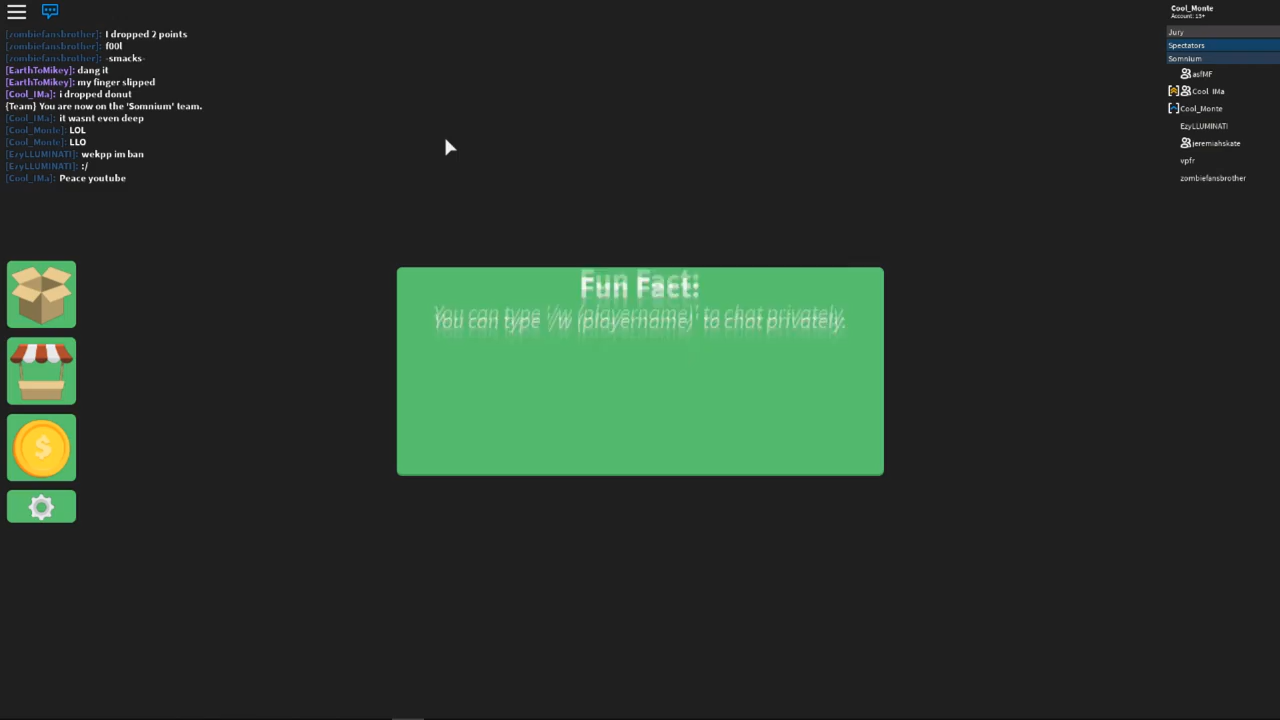 [zombiefansbrother]: I dropped 2 points
[zombiefansbrother]: f00l
[zombiefansbrother]: -smacks-
[EarthToMikey]: dang it
[EarthToMikey]: my finger slipped
[Cool_IMa]: i dropped donut
{Team} You are now on the 'Somnium' team.
[Cool_IMa]: it wasnt even deep
[Cool_Monte]: LOL
[Cool_Monte]: LLO
[EzyLLUMINATI]: wekpp im ban
[EzyLLUMINATI]: :/
[Cool_IMa]: Peace youtube
Fun Fact:
You can type '/w (playername)' to chat privately.
Cool_Monte
Account: 13+
Jury
Spectators
Somnium
asfMF
Cool_IMa
Cool_Monte
EzyLLUMINATI
jeremiahskate
vpfr
zombiefansbrother